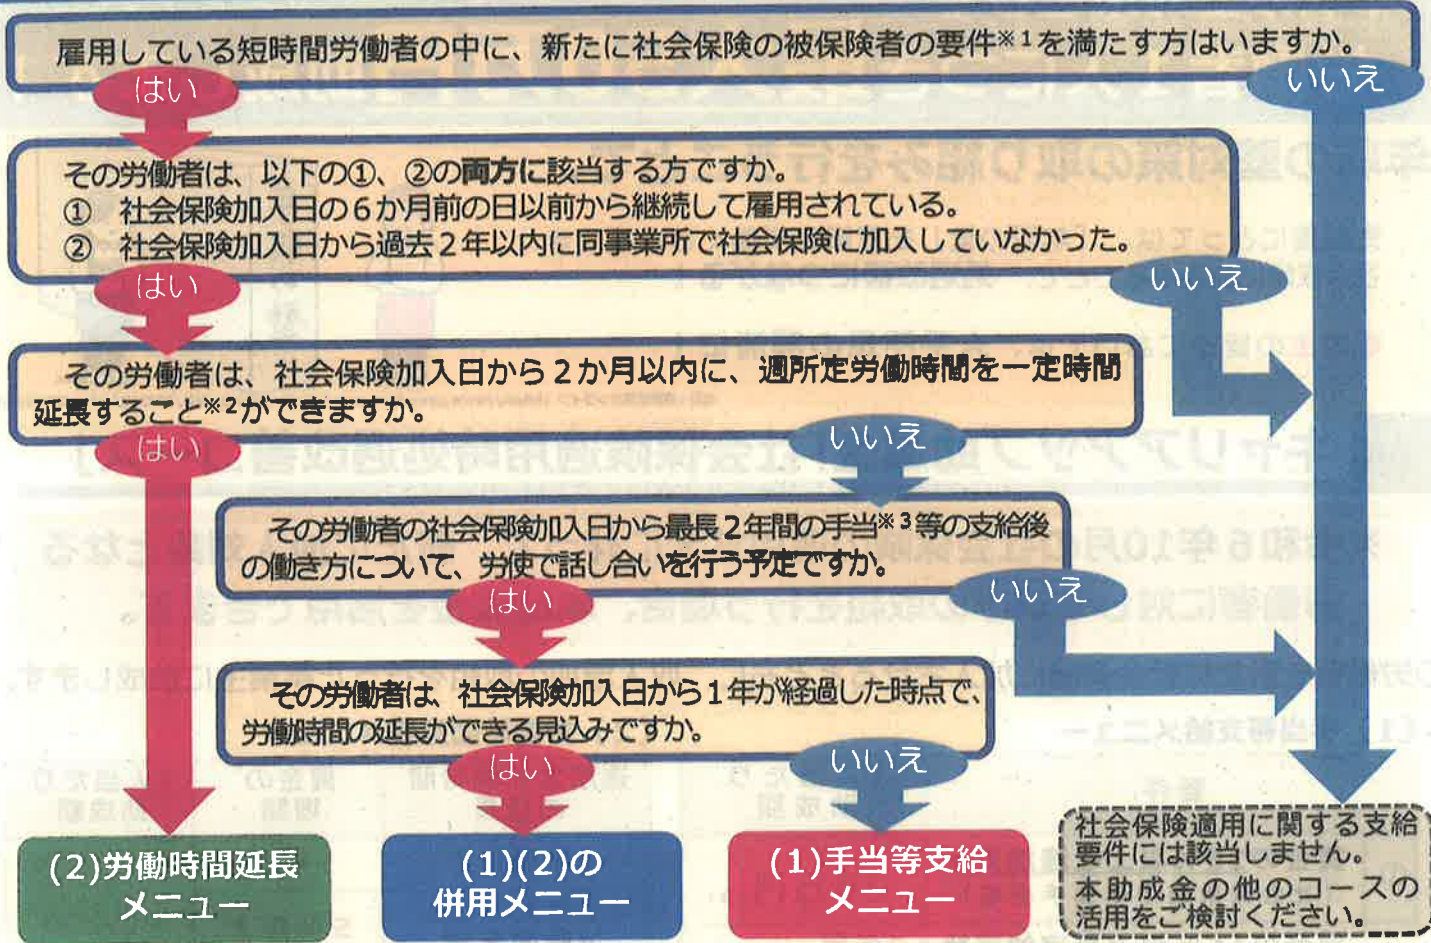 雇用している短時間労働者の中に、新たに社会保険の被保険者の要件※1を満たす方はいますか。
はい
いいえ
その労働者は、以下の①、②の両方に該当する方ですか。
① 社会保険加入日の6か月前の日以前から継続して雇用されている。
② 社会保険加入日から過去2年以内に同事業所で社会保険に加入していなかった。
はい
いいえ
その労働者は、社会保険加入日から2か月以内に、週所定労働時間を一定時間
延長すること※2ができますか。
はい
いいえ
その労働者の社会保険加入日から最長2年間の手当※3等の支給後
の働き方について、労使で話し合いを行う予定ですか。
はい
いいえ
その労働者は、社会保険加入日から1年が経過した時点で、
労働時間の延長ができる見込みですか。
はい
いいえ
(2)労働時間延長
メニュー
(1)(2)の
併用メニュー
(1)手当等支給
メニュー
社会保険適用に関する支給
要件には該当しません。
本助成金の他のコースの
活用をご検討ください。